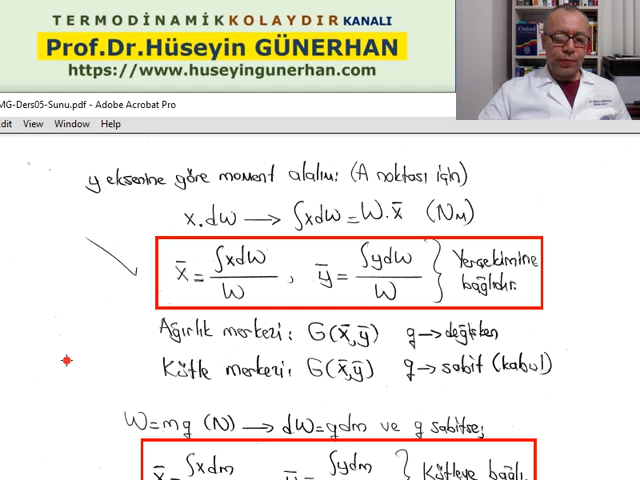 TERMODİNAMİKKOLAYDIR KANALI
Prof.Dr.Hüseyin GÜNERHAN
https://www.huseyingunerhan.com
MG-Ders05-Sunu.pdf - Adobe Acrobat Pro
Edit View Window Help
y eksenine göre moment alalım: (A noktası için)
x.dw → ∫xdw = W.x̄ (Nm)
x̄ = ∫xdw / W , ȳ = ∫ydw / W } Yerçekimine bağlıdır.
Ağırlık merkezi: G(x̄,ȳ) g → değişken
Kütle merkezi: G(x̄,ȳ) g → sabit (kabul)
W=mg (N) → dW=gdm ve g sabitse;
x̄ = ∫xdm ȳ = ∫ydm } Kütleye bağlı